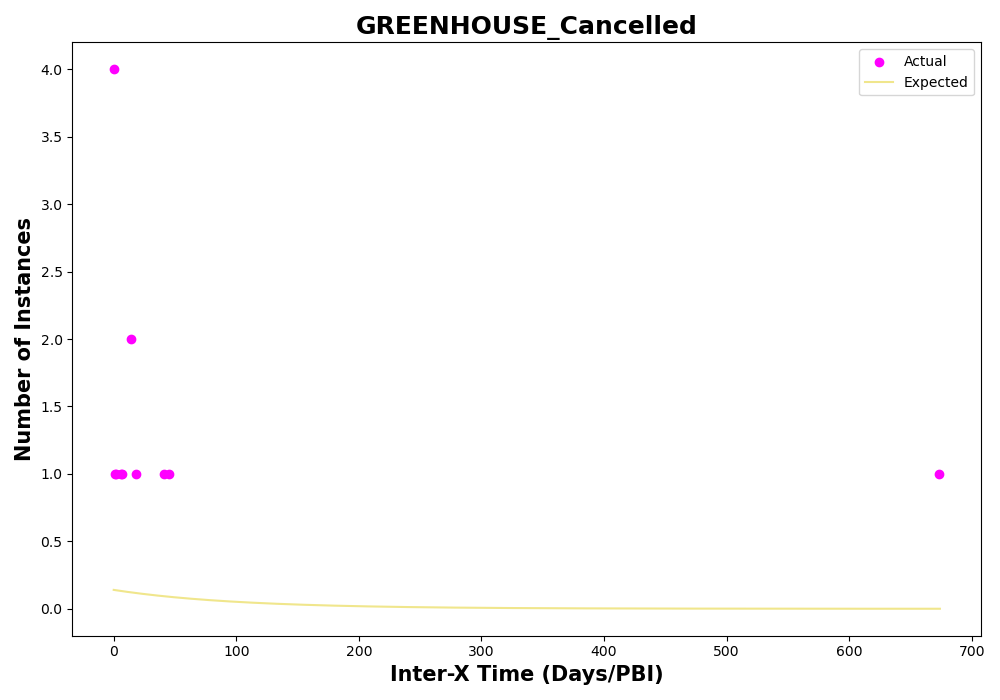 GREENHOUSE_Cancelled
Actual
Expected
Number of Instances
4.0
3.5
3.0
2.5
2.0
1.5
1.0
0.5
0.0
0 100 200 300 400 500 600 700
Inter-X Time (Days/PBI)